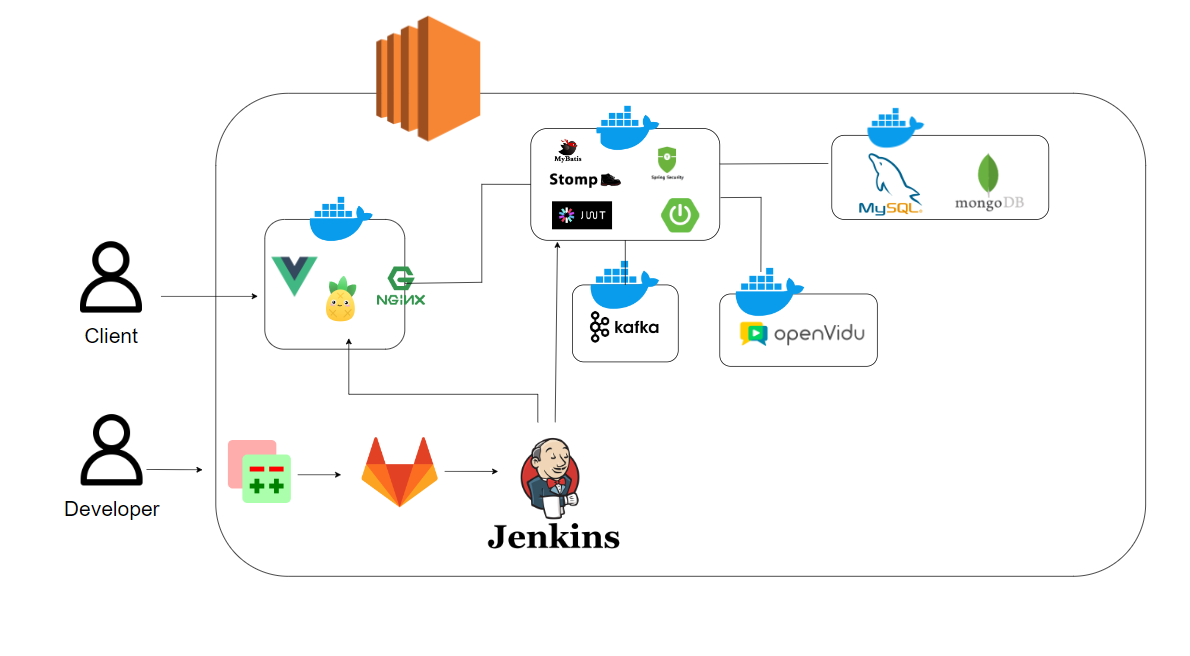 MyBatis
Stomp
Spring Security
JWT
MySQL®
mongoDB
NGINX
Client
kafka
openVidu
Developer
Jenkins